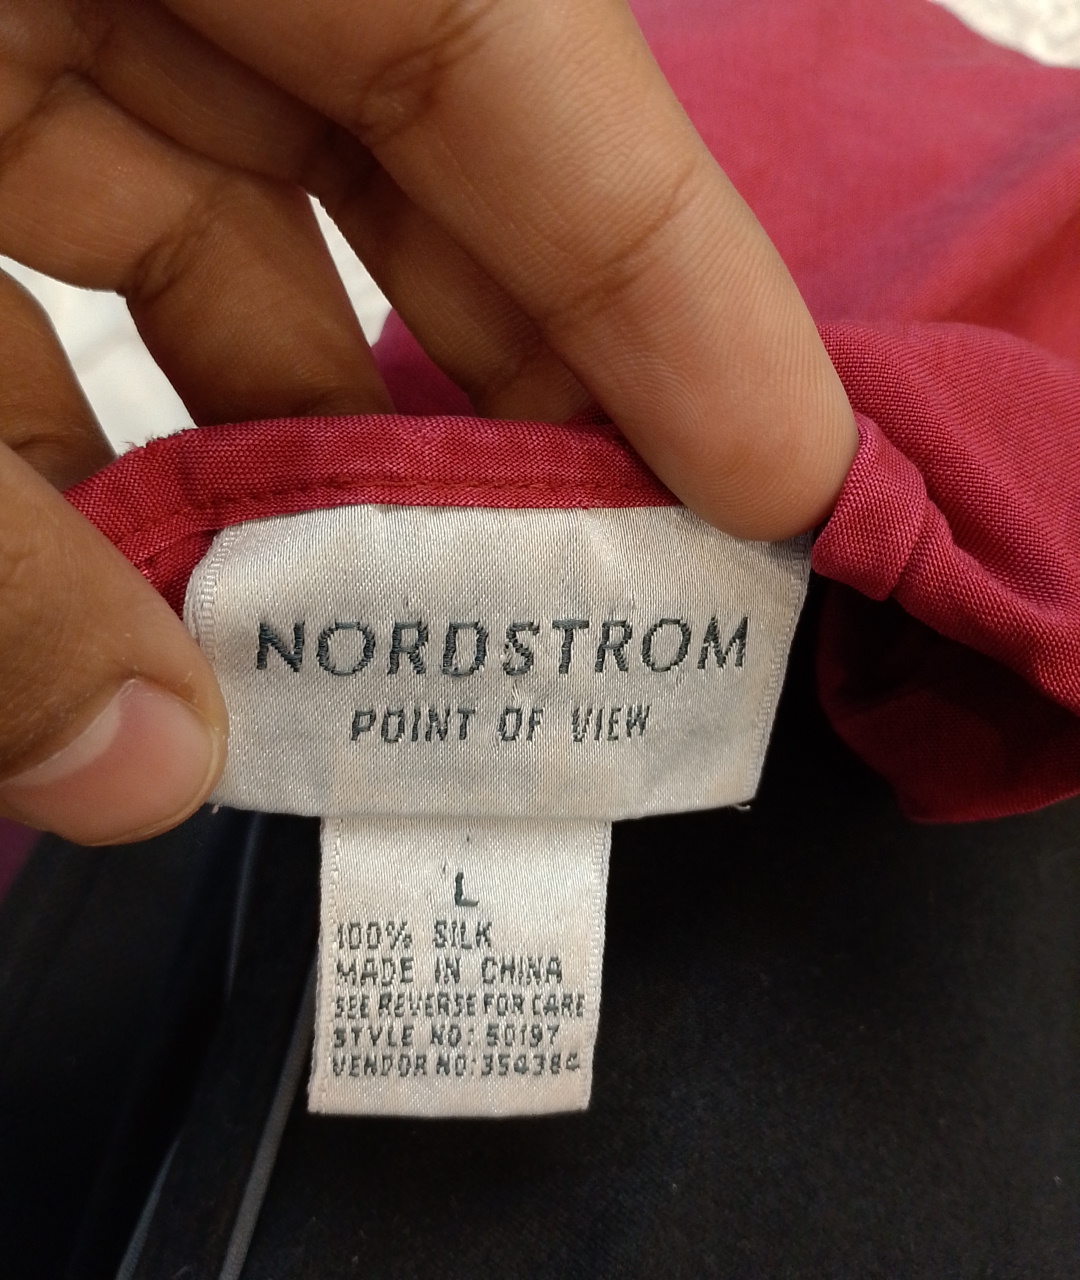 NORDSTROM
POINT OF VIEW
L
100% SILK
MADE IN CHINA
SEE REVERSE FOR CARE
STYLE NO: 50197
VENDOR NO:354384